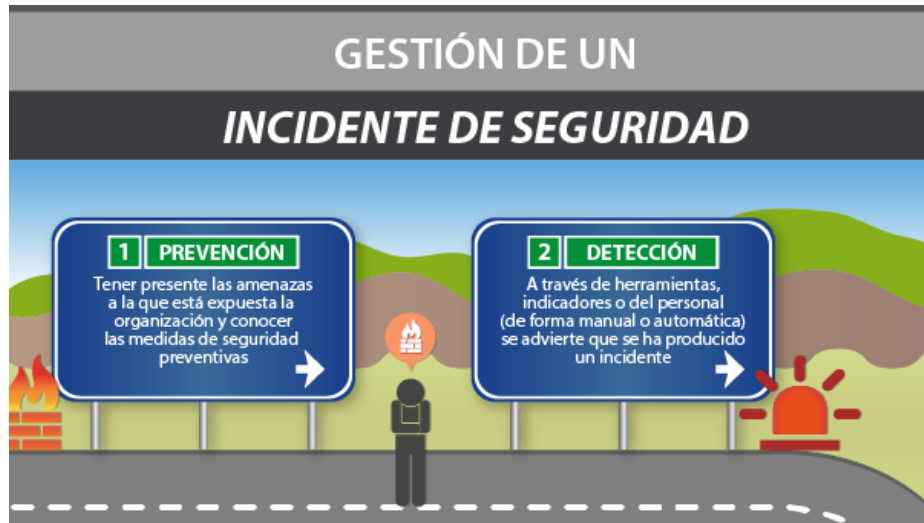 GESTIÓN DE UN
INCIDENTE DE SEGURIDAD
1 PREVENCIÓN
Tener presente las amenazas
a la que está expuesta la
organización y conocer
las medidas de seguridad
preventivas
2 DETECCIÓN
A través de herramientas,
indicadores o del personal
(de forma manual o automática)
se advierte que se ha producido
un incidente